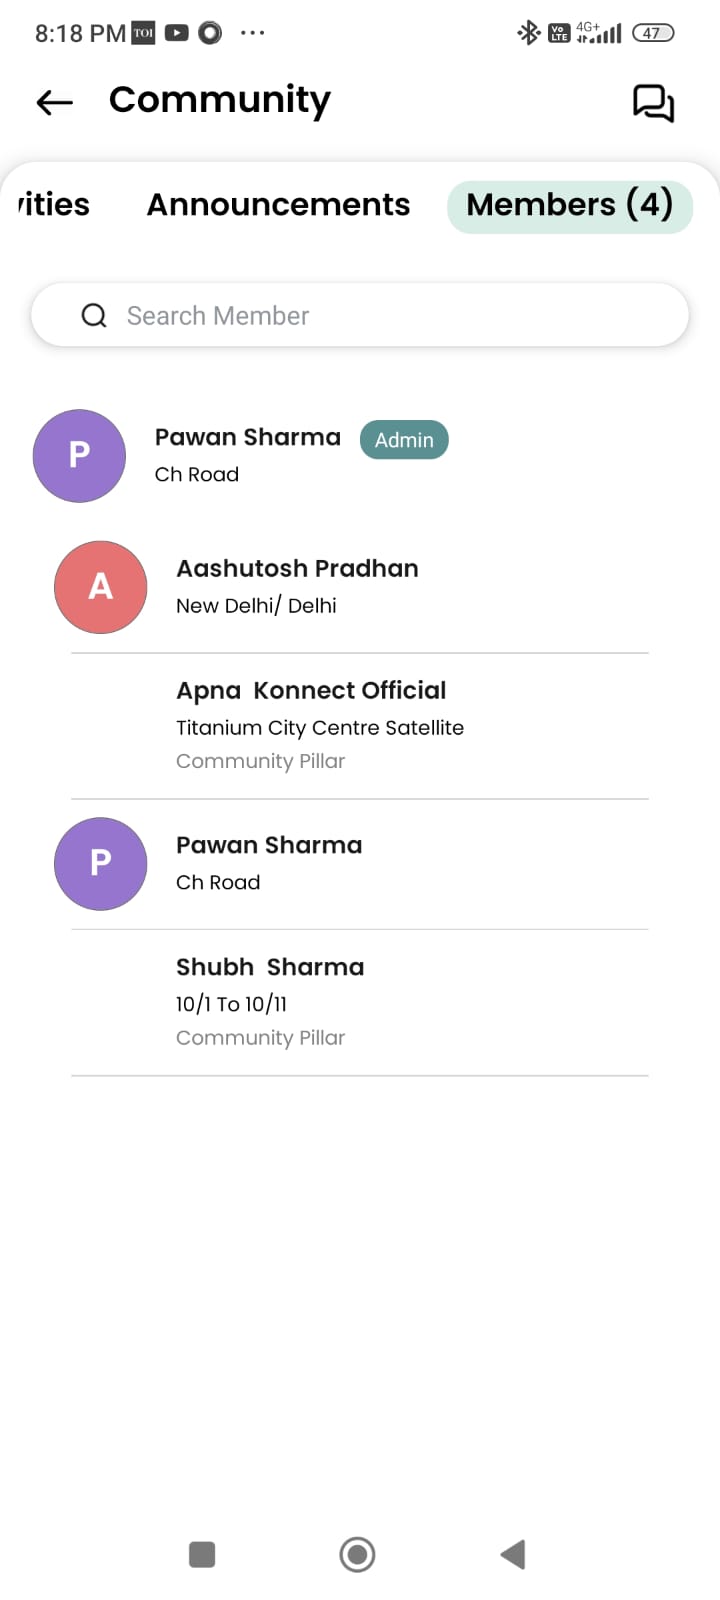 8:18 PM TOI ... Vo LTE 4G+ 47
Community
ities Announcements Members (4)
Search Member
P Pawan Sharma Admin
Ch Road
A Aashutosh Pradhan
New Delhi/ Delhi
Apna Konnect Official
Titanium City Centre Satellite
Community Pillar
P Pawan Sharma
Ch Road
Shubh Sharma
10/1 To 10/11
Community Pillar